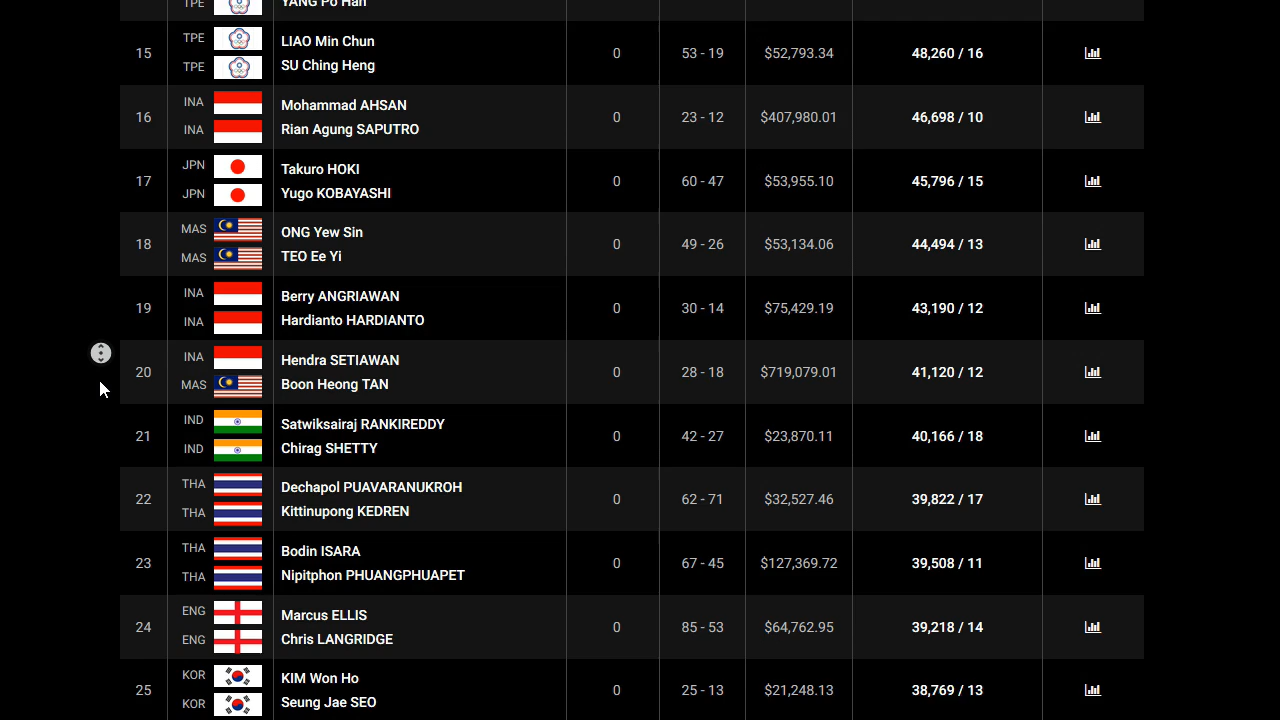 TPE YANG Po Han
15 TPE LIAO Min Chun 0 53 - 19 $52,793.34 48,260 / 16
TPE SU Ching Heng
16 INA Mohammad AHSAN 0 23 - 12 $407,980.01 46,698 / 10
INA Rian Agung SAPUTRO
17 JPN Takuro HOKI 0 60 - 47 $53,955.10 45,796 / 15
JPN Yugo KOBAYASHI
18 MAS ONG Yew Sin 0 49 - 26 $53,134.06 44,494 / 13
MAS TEO Ee Yi
19 INA Berry ANGRIAWAN 0 30 - 14 $75,429.19 43,190 / 12
INA Hardianto HARDIANTO
20 INA Hendra SETIAWAN 0 28 - 18 $719,079.01 41,120 / 12
MAS Boon Heong TAN
21 IND Satwiksairaj RANKIREDDY 0 42 - 27 $23,870.11 40,166 / 18
IND Chirag SHETTY
22 THA Dechapol PUAVARANUKROH 0 62 - 71 $32,527.46 39,822 / 17
THA Kittinupong KEDREN
23 THA Bodin ISARA 0 67 - 45 $127,369.72 39,508 / 11
THA Nipitphon PHUANGPHUAPET
24 ENG Marcus ELLIS 0 85 - 53 $64,762.95 39,218 / 14
ENG Chris LANGRIDGE
25 KOR KIM Won Ho 0 25 - 13 $21,248.13 38,769 / 13
KOR Seung Jae SEO